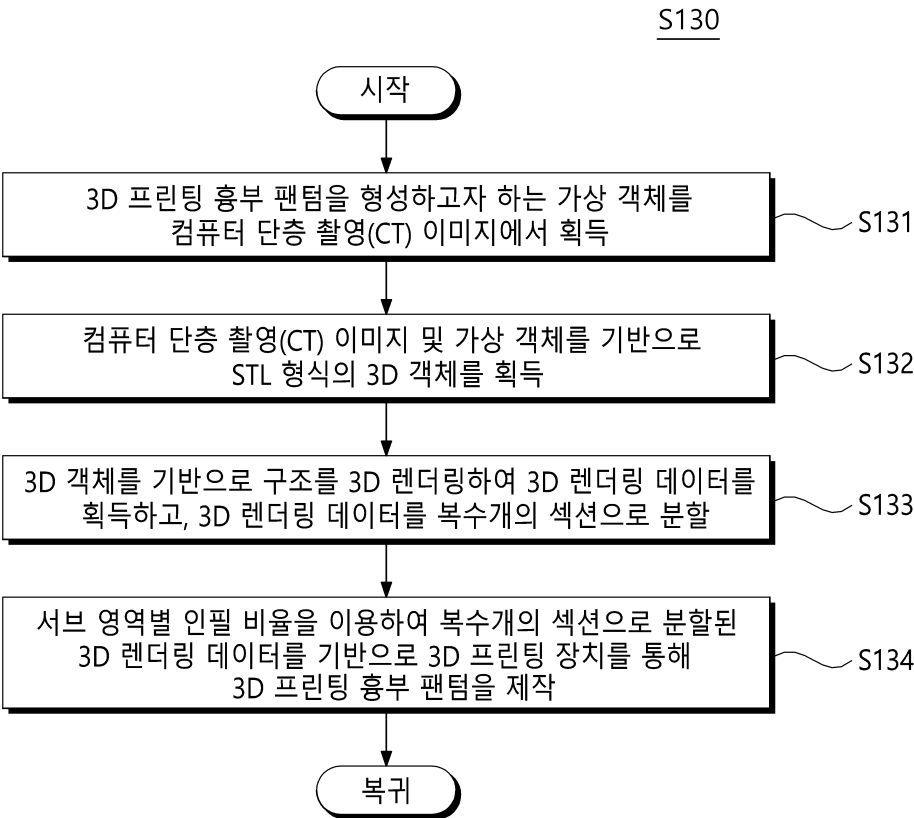 S130
시작
3D 프린팅 흉부 팬텀을 형성하고자 하는 가상 객체를
컴퓨터 단층 촬영(CT) 이미지에서 획득
S131
컴퓨터 단층 촬영(CT) 이미지 및 가상 객체를 기반으로
STL 형식의 3D 객체를 획득
S132
3D 객체를 기반으로 구조를 3D 렌더링하여 3D 렌더링 데이터를
획득하고, 3D 렌더링 데이터를 복수개의 섹션으로 분할
S133
서브 영역별 인필 비율을 이용하여 복수개의 섹션으로 분할된
3D 렌더링 데이터를 기반으로 3D 프린팅 장치를 통해
3D 프린팅 흉부 팬텀을 제작
S134
복귀